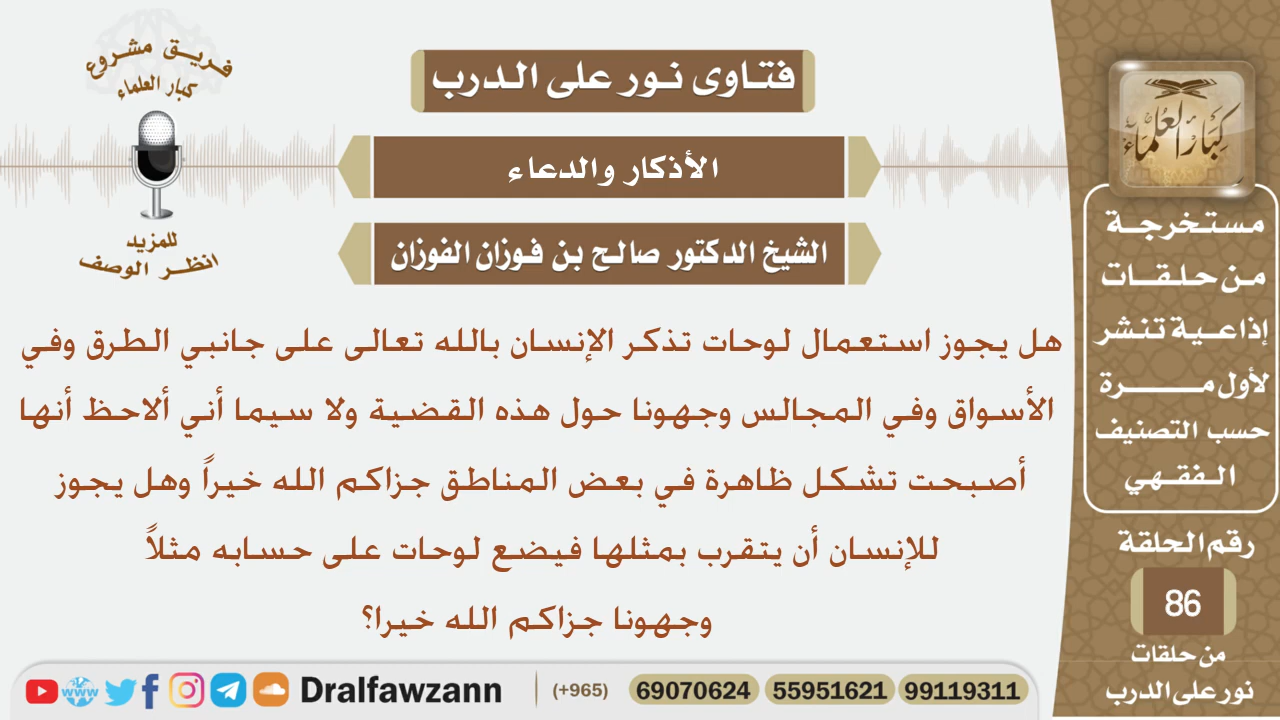 فريق مشروع
كبار العلماء
للمزيد
انظر الوصف
فتاوى نور على الدرب
الأذكار والدعاء
الشيخ الدكتور صالح بن فوزان الفوزان
هل يجوز استعمال لوحات تذكر الإنسان بالله تعالى على جانبي الطرق وفي
الأسواق وفي المجالس وجهونا حول هذه القضية ولا سيما أني ألاحظ أنها
أصبحت تشكل ظاهرة في بعض المناطق جزاكم الله خيراً وهل يجوز
للإنسان أن يتقرب بمثلها فيضع لوحات على حسابه مثلاً
وجهونا جزاكم الله خيرا؟
كبار العلماء
مستخرجة
من حلقات
إذاعية تنشر
لأول مرة
حسب التصنيف
الفقهي
رقم الحلقة
86
من حلقات
نور على الدرب
www
Dralfawzann
(+965) 69070624 55951621 99119311